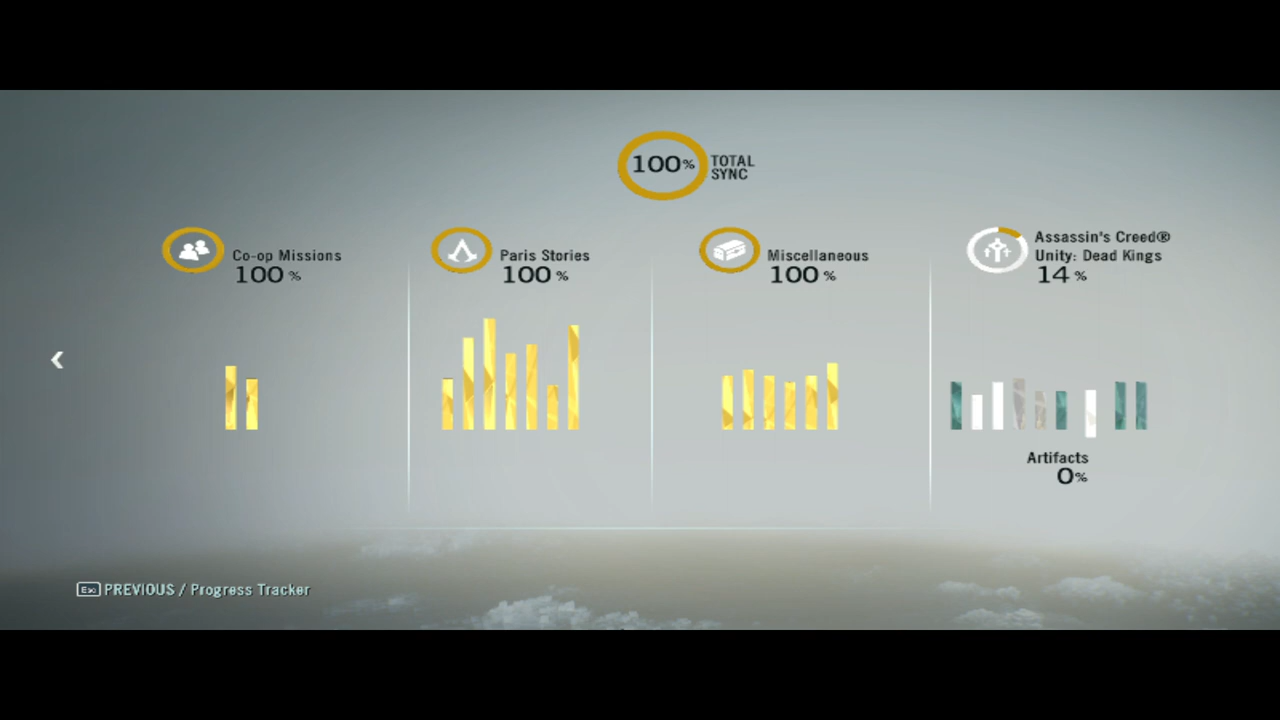 100% TOTAL
SYNC
Co-op Missions
100 %
Paris Stories
100 %
Miscellaneous
100 %
Assassin's Creed®
Unity: Dead Kings
14 %
Artifacts
0%
Esc PREVIOUS / Progress Tracker